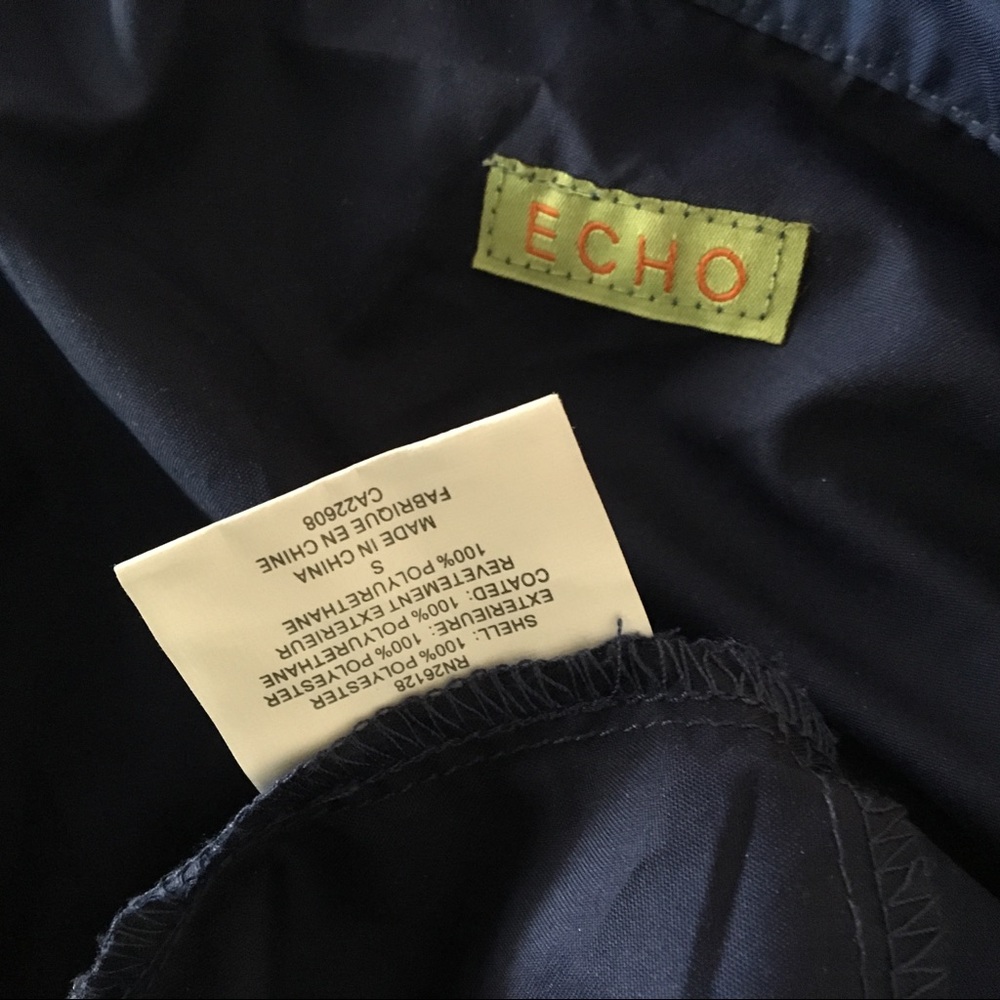 ECHO
RN26128
SHELL: 100% POLYESTER
EXTERIEURE: 100% POLYESTER
COATED: 100% POLYURETHANE
REVETEMENT EXTERIEUR
100% POLYURETHANE
S
MADE IN CHINA
FABRIQUE EN CHINE
CA22608